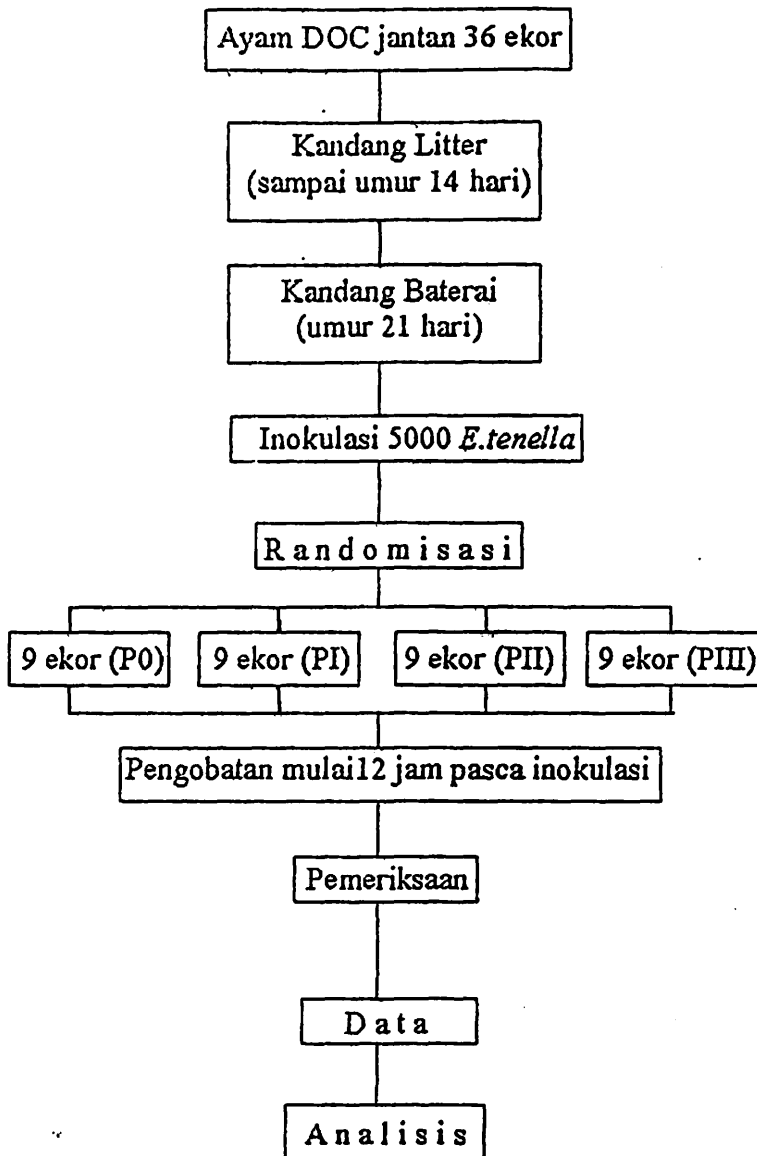 Ayam DOC jantan 36 ekor
Kandang Litter
(sampai umur 14 hari)
Kandang Baterai
(umur 21 hari)
Inokulasi 5000 E.tenella
Randomisasi
9 ekor (P0)
9 ekor (PI)
9 ekor (PII)
9 ekor (PIII)
Pengobatan mulai12 jam pasca inokulasi
Pemeriksaan
Data
Analisis